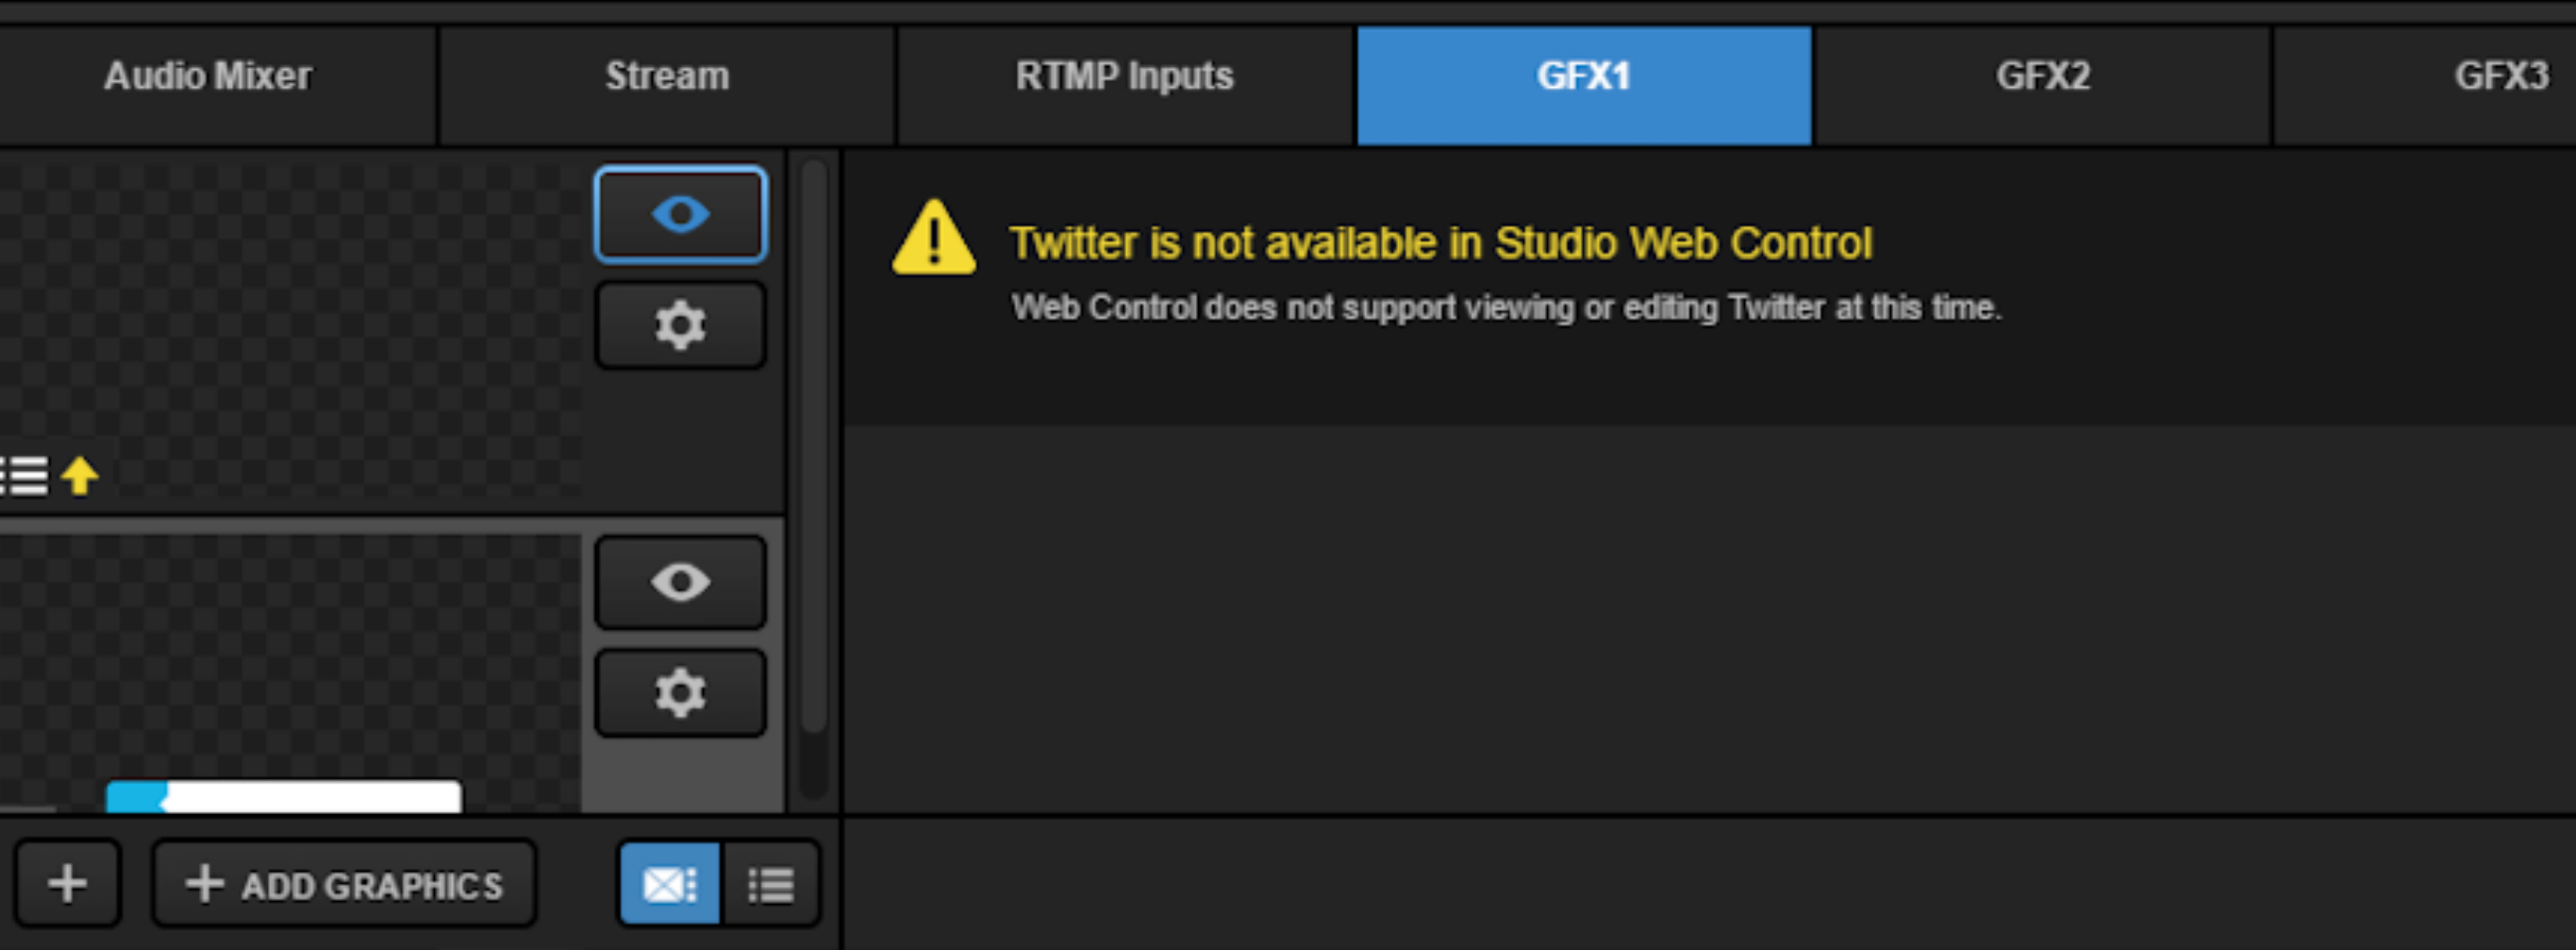 Audio Mixer
Stream
RTMP Inputs
GFX1
GFX2
GFX3
Twitter is not available in Studio Web Control
Web Control does not support viewing or editing Twitter at this time.
+
+ ADD GRAPHICS